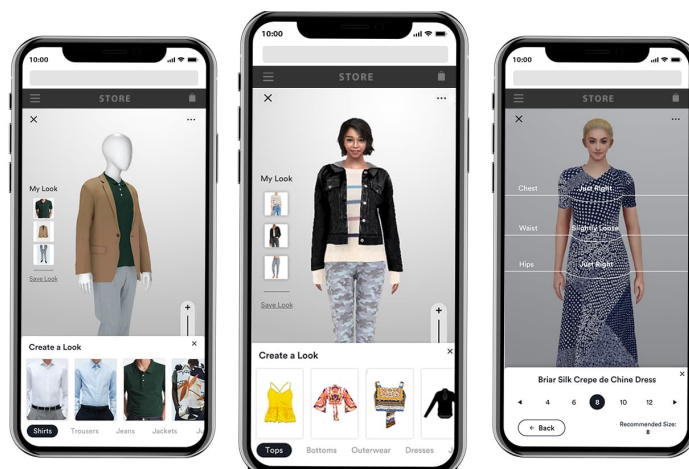 10:00
STORE
My Look
Save Look
Create a Look
Shirts Trousers Jeans Jackets
10:00
STORE
My Look
Save Look
Create a Look
Tops Bottoms Outerwear Dresses
10:00
STORE
Chest Just Right
Waist Slightly Loose
Hips Just Right
Briar Silk Crepe de Chine Dress
4 6 8 10 12
Back
Recommended Size:
8